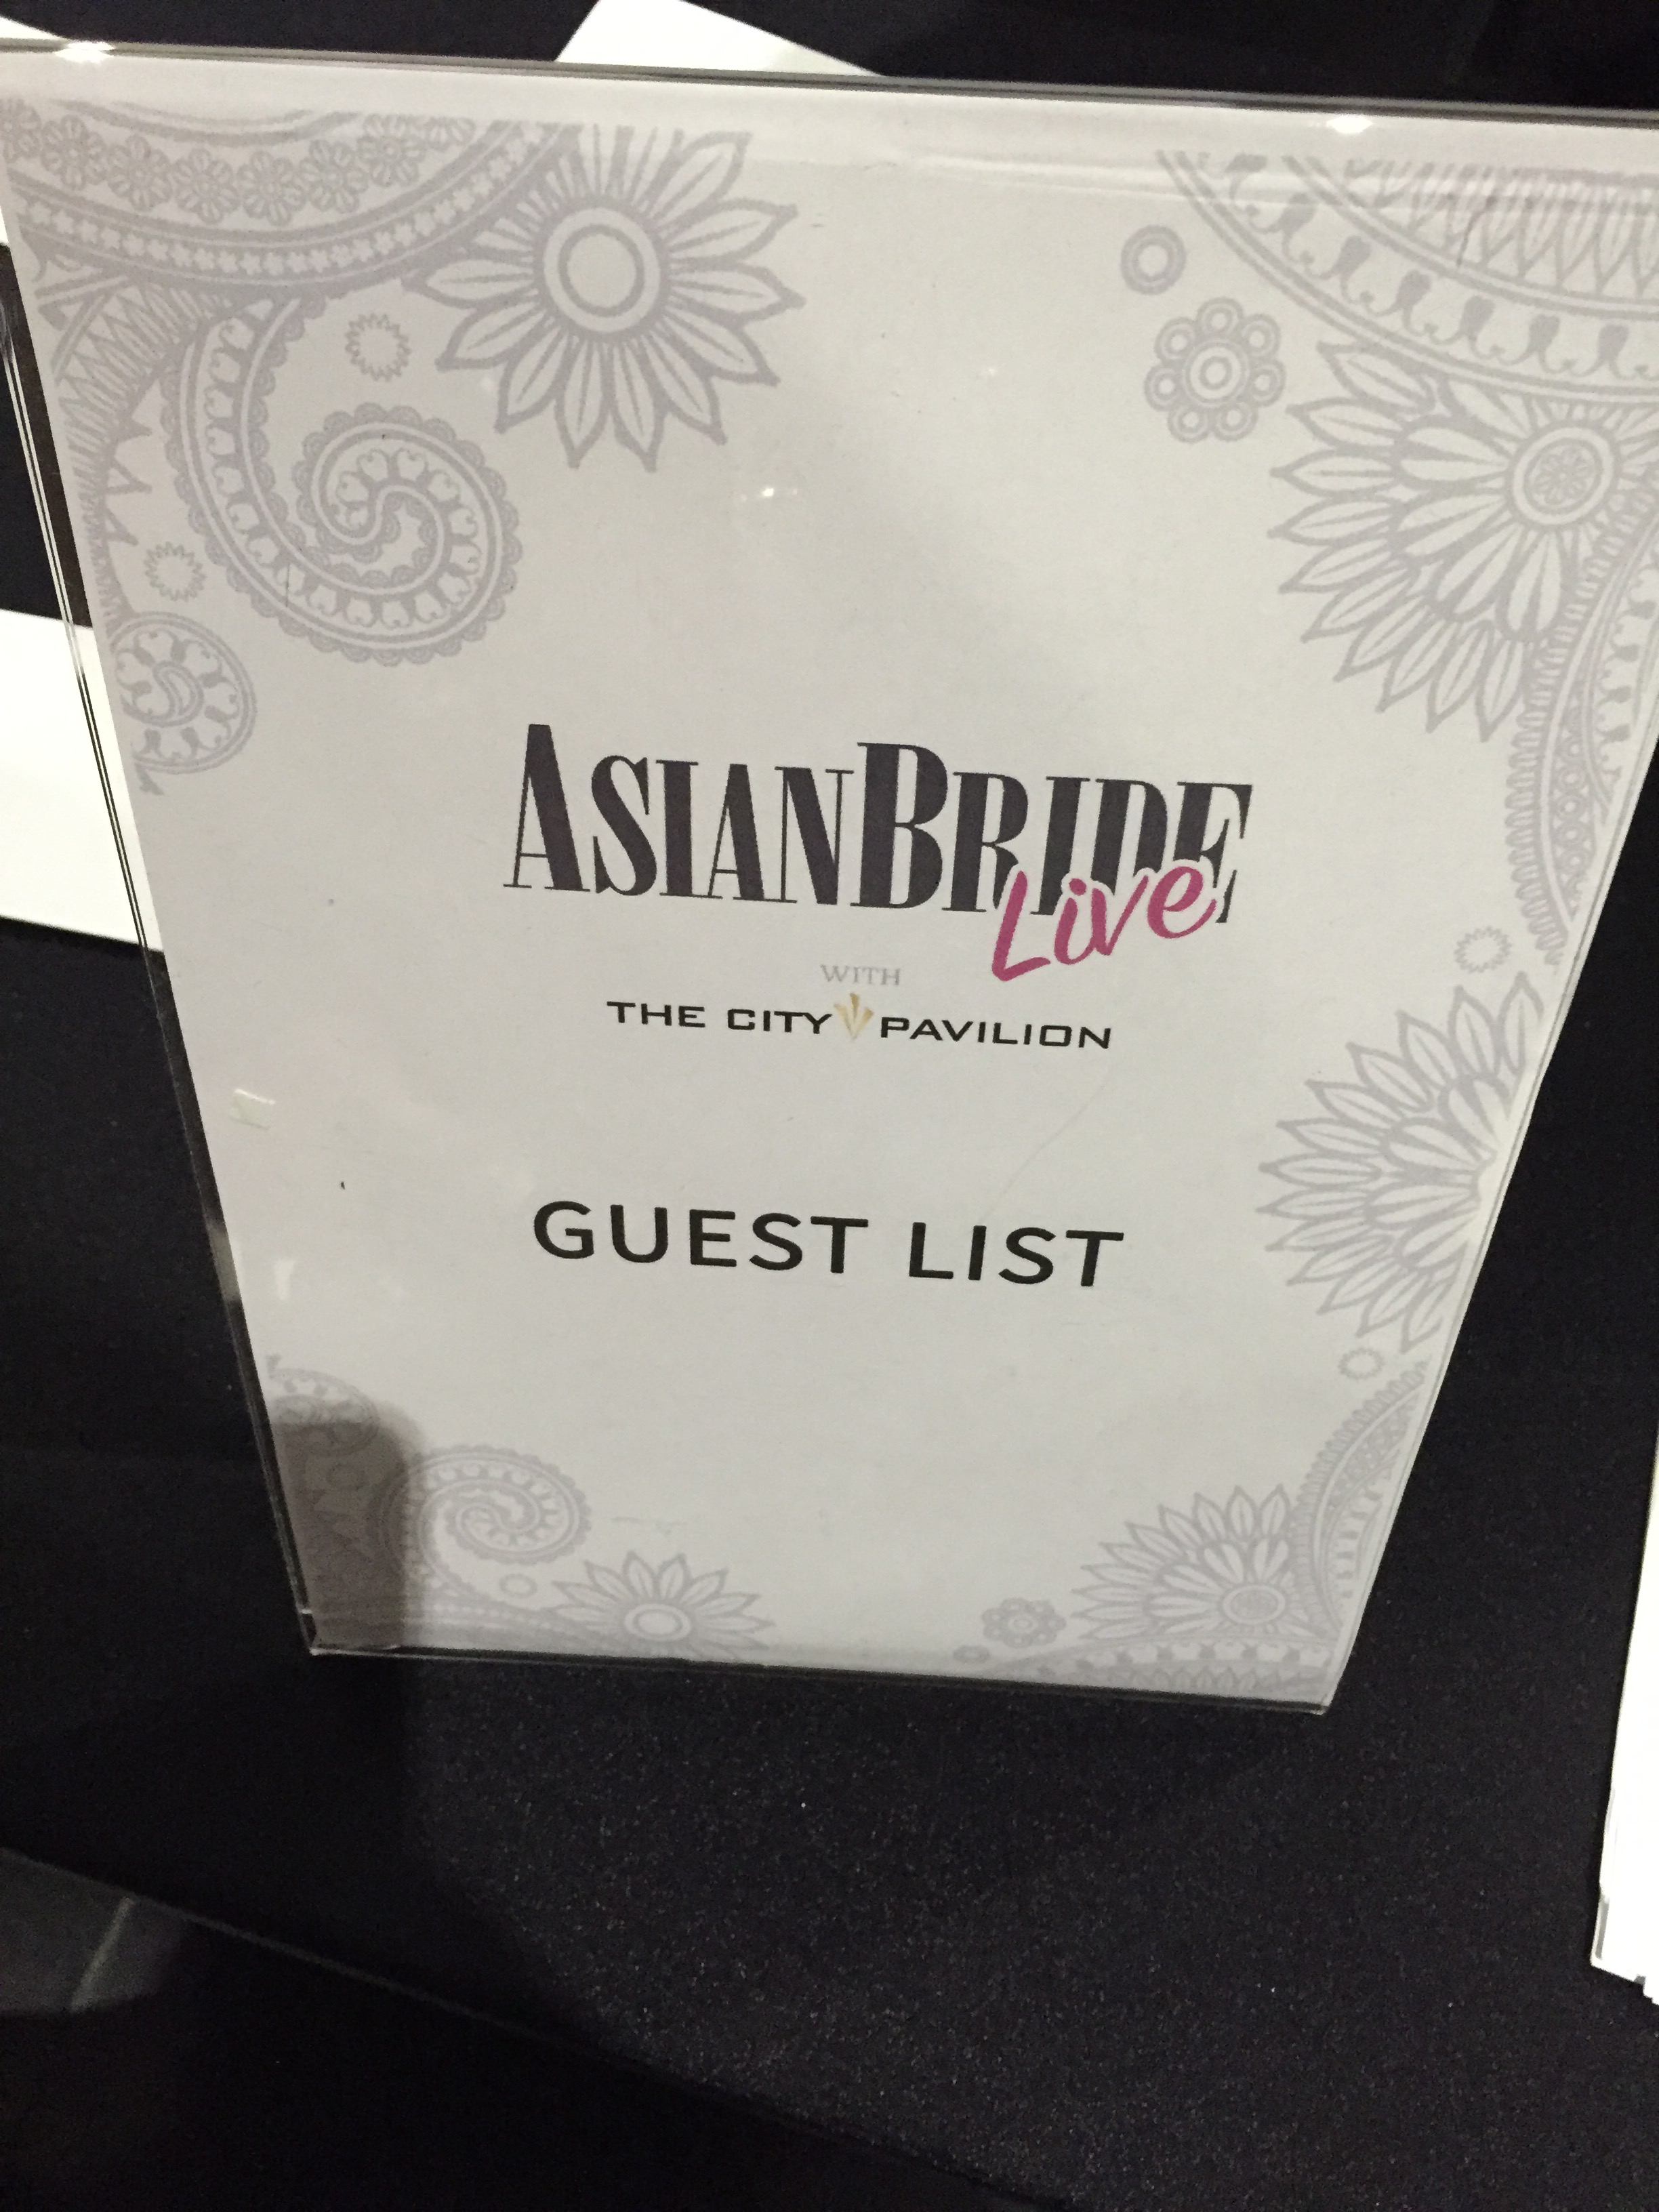 ASIANBRIDE
Live
WITH
THE CITY PAVILION
GUEST LIST